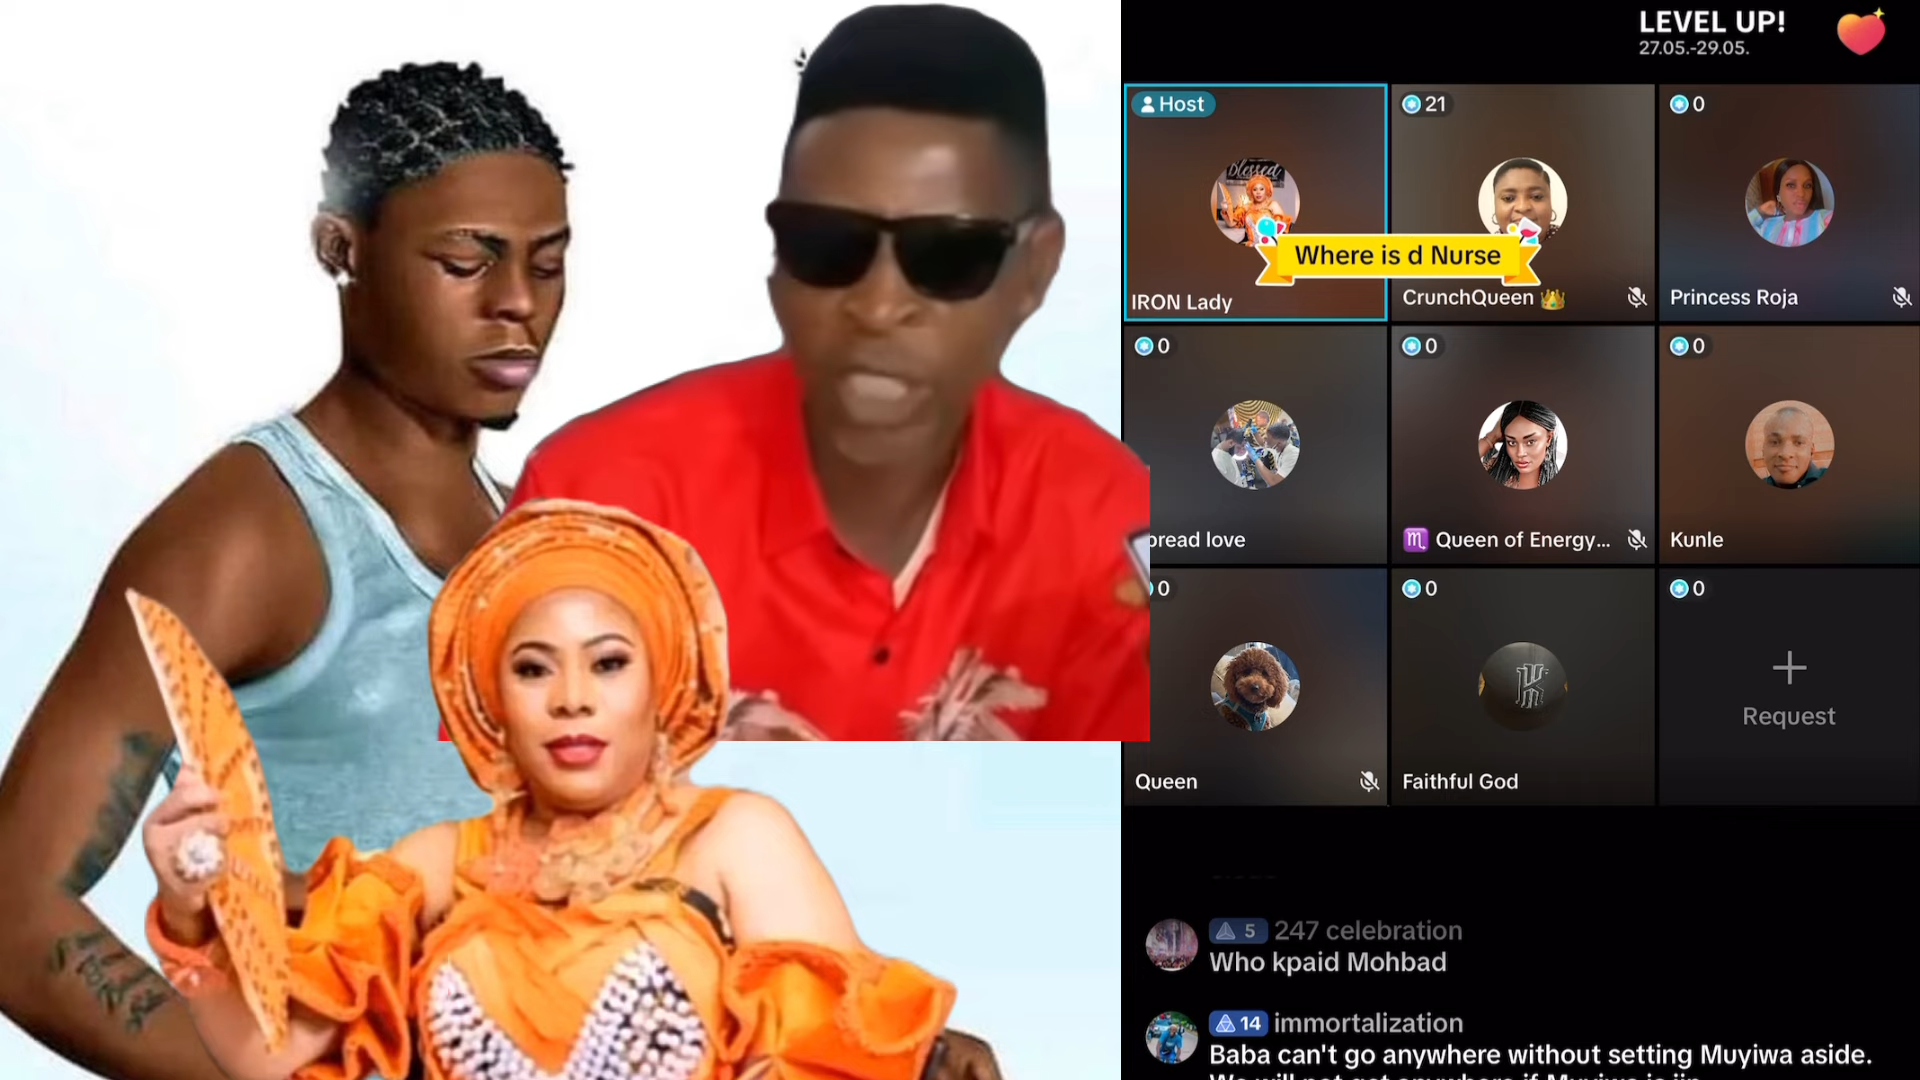 LEVEL UP!
27.05.-29.05.
Host
21
0
Blessed
Where is d Nurse
IRON Lady
CrunchQueen
Princess Roja
0
0
0
pread love
Queen of Energy...
Kunle
0
0
0
Request
Queen
Faithful God
5 247 celebration
Who kpaid Mohbad
14 immortalization
Baba can't go anywhere without setting Muyiwa aside.